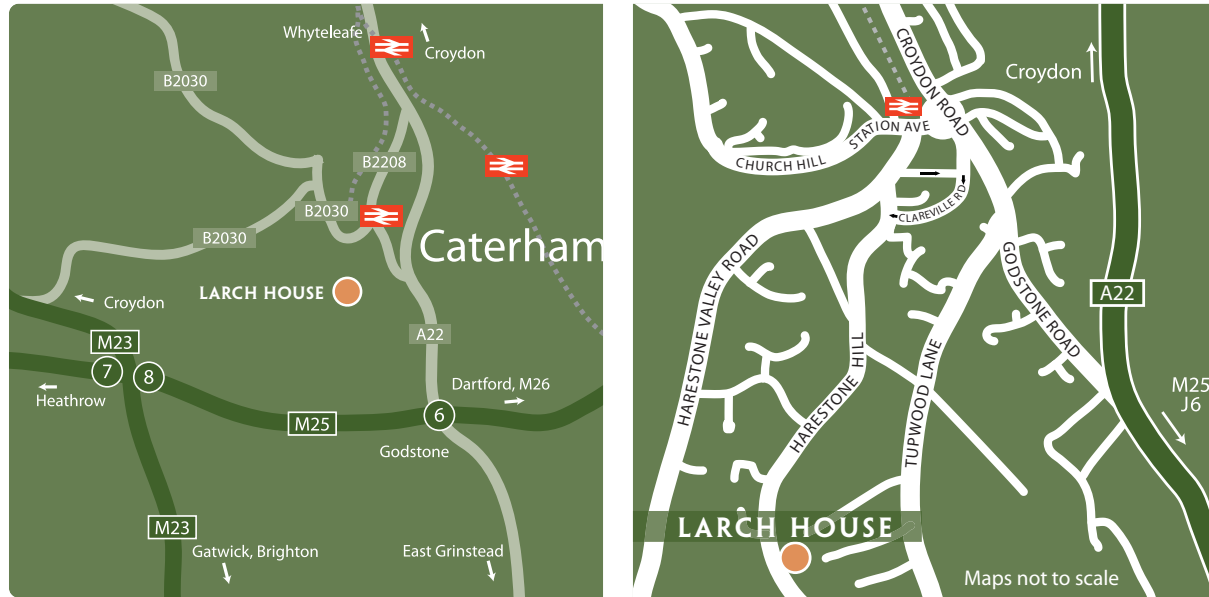 Whyteleafe
Croydon
B2030
B2208
B2030
B2030
Caterham
LARCH HOUSE
Croydon
A22
M23
7
8
Heathrow
Dartford, M26
6
M25
Godstone
M23
Gatwick, Brighton
East Grinstead
CROYDON ROAD
Croydon
STATION AVE
CHURCH HILL
CLAREVILLE RD
GODSTONE ROAD
A22
HARESTONE VALLEY ROAD
HARESTONE HILL
TUPWOOD LANE
M25
J6
LARCH HOUSE
Maps not to scale